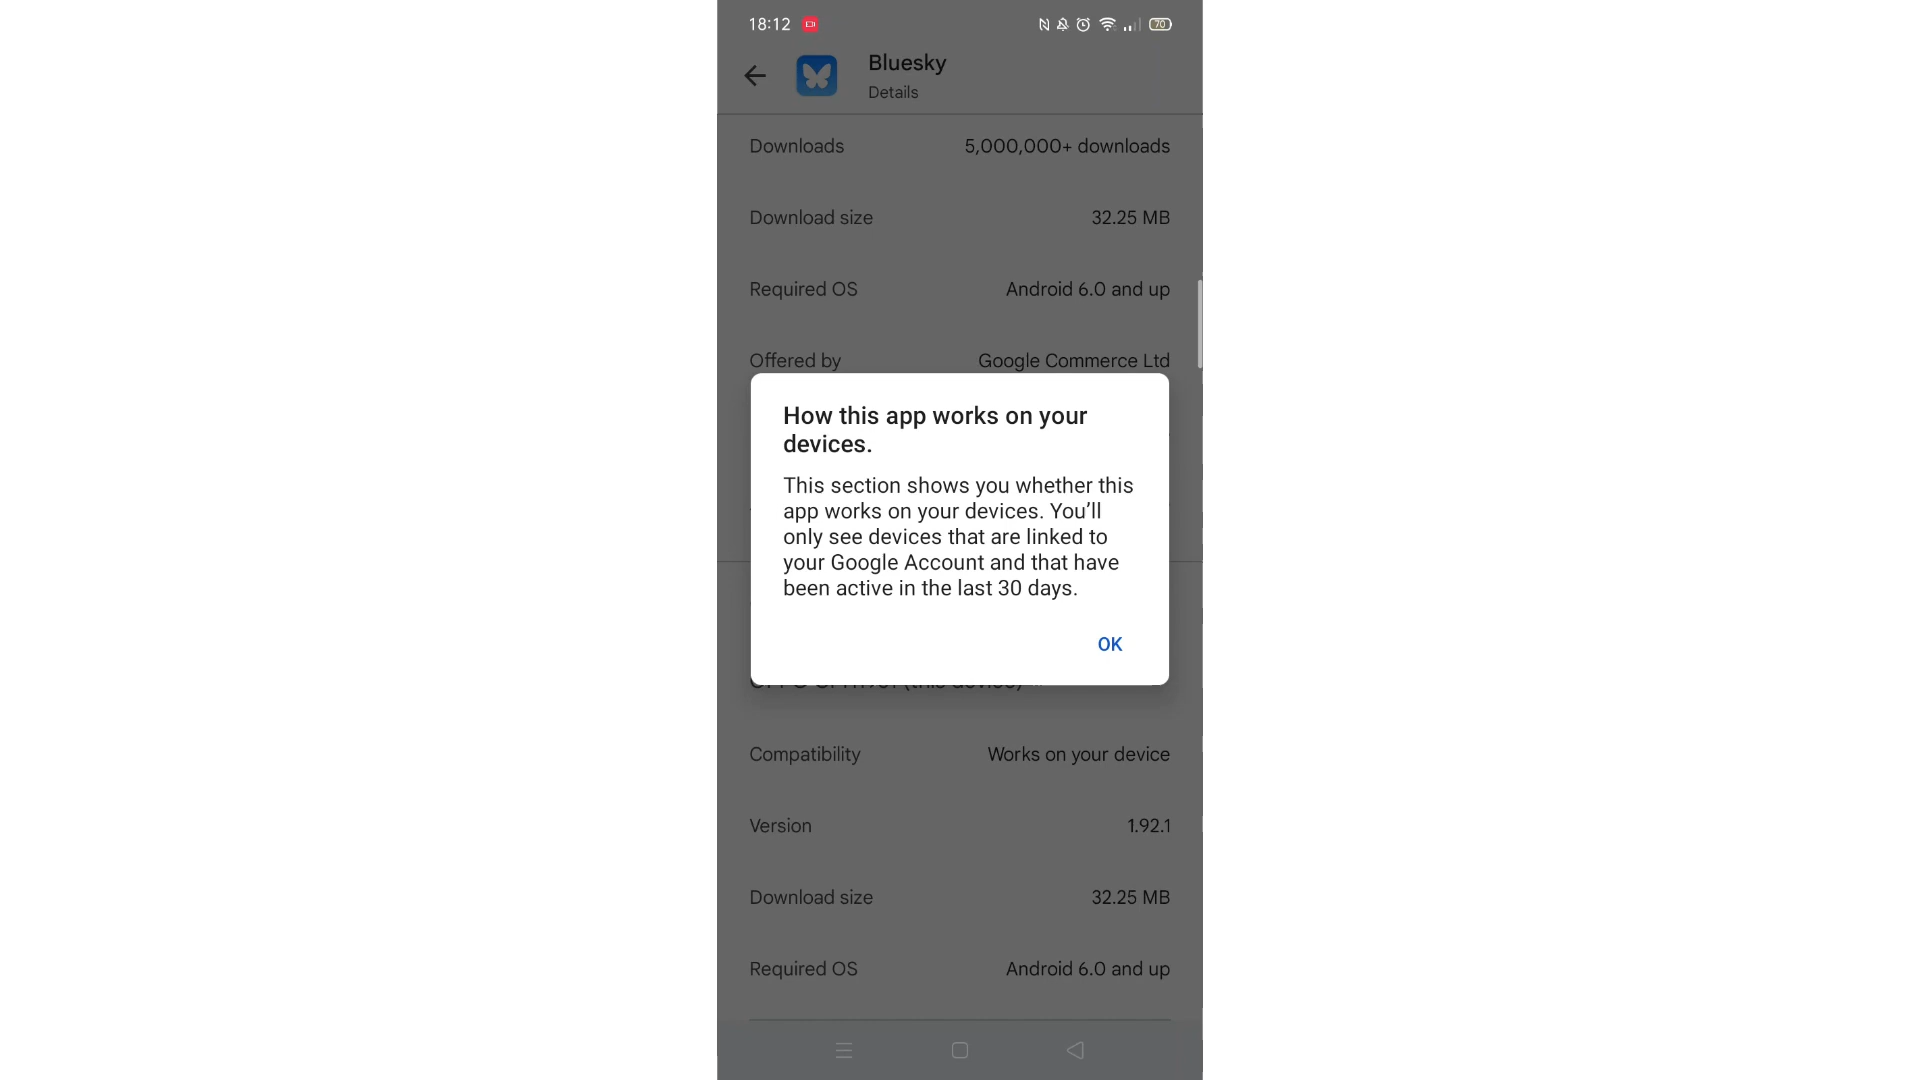 18:12
70
Bluesky
Details
Downloads 5,000,000+ downloads
Download size 32.25 MB
Required OS Android 6.0 and up
Offered by Google Commerce Ltd
How this app works on your
devices.
This section shows you whether this
app works on your devices. You’ll
only see devices that are linked to
your Google Account and that have
been active in the last 30 days.
OK
(this device)
Compatibility Works on your device
Version 1.92.1
Download size 32.25 MB
Required OS Android 6.0 and up